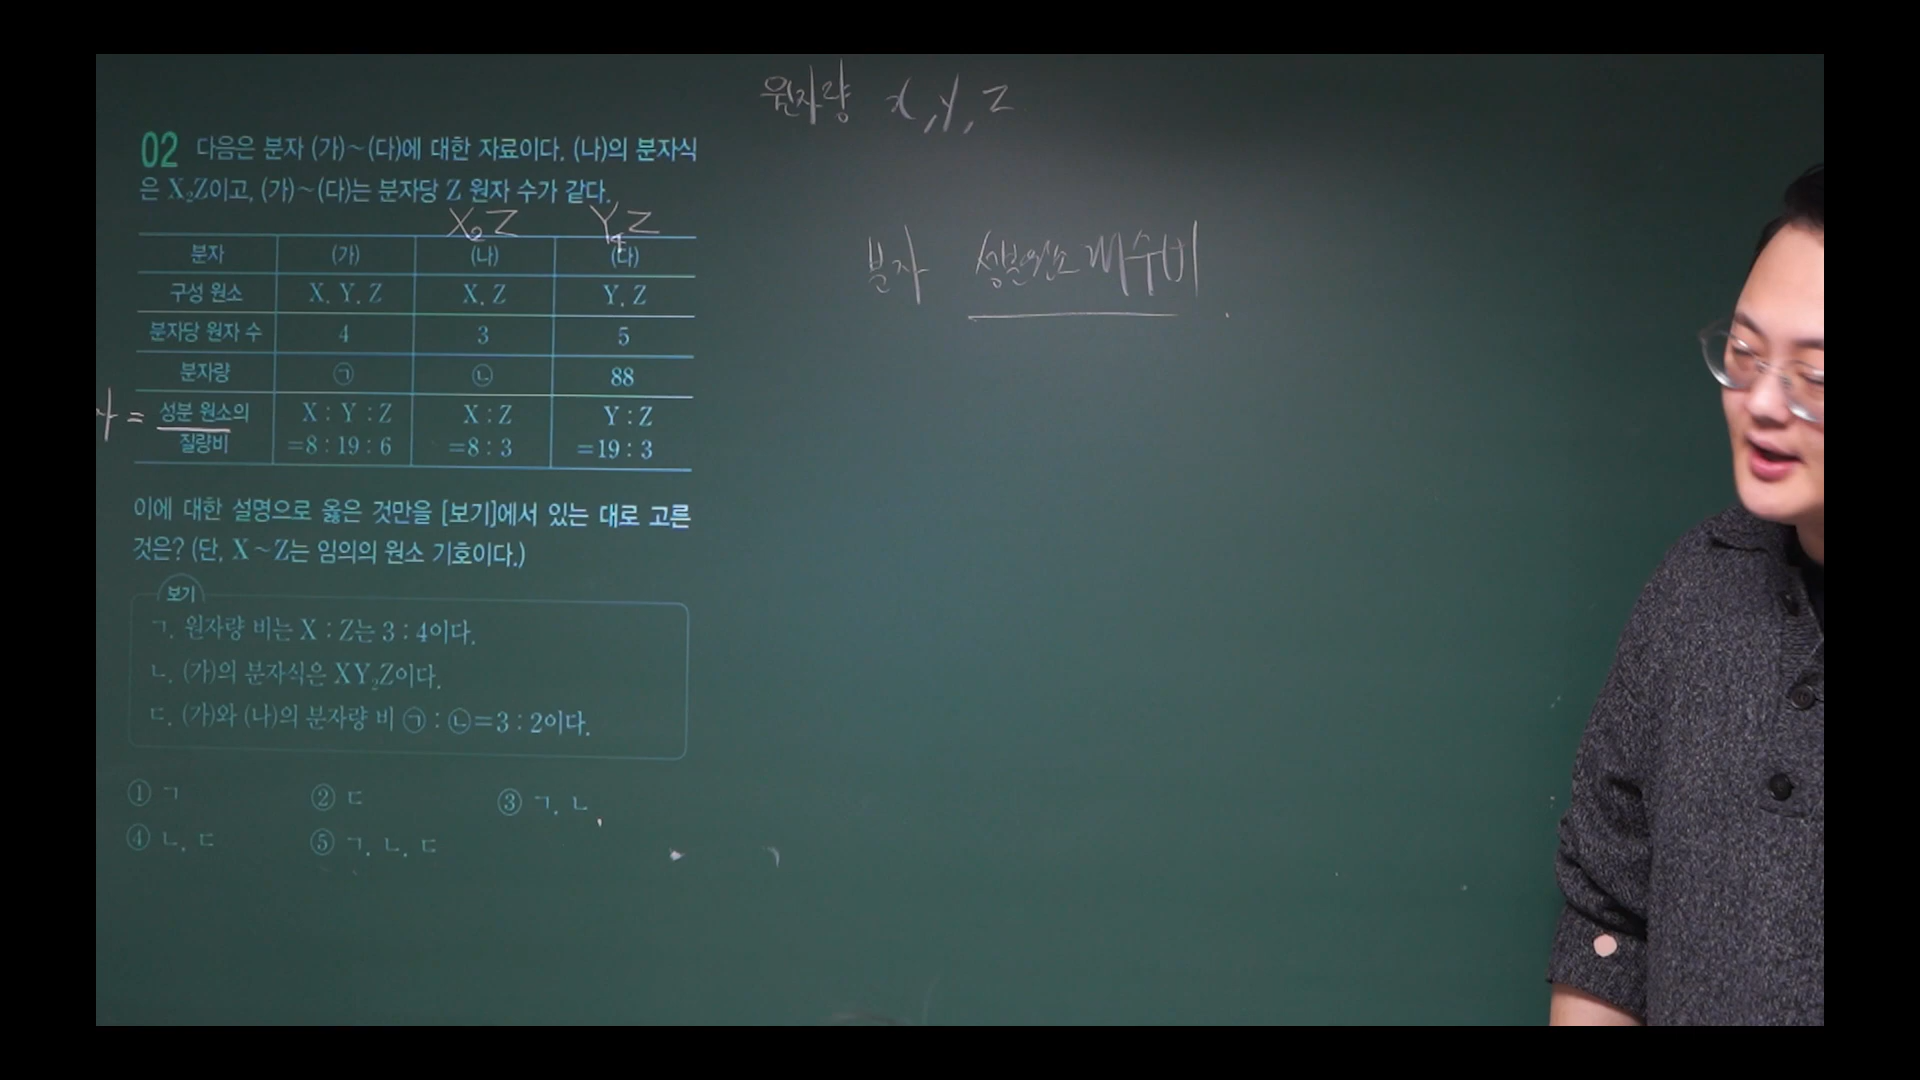 원자량 X, Y, Z
02 다음은 분자 (가)~(다)에 대한 자료이다. (나)의 분자식
은 X₂Z이고, (가)~(다)는 분자당 Z 원자 수가 같다.
X₂Z Y₄Z
분자 (가) (나) (다)
구성 원소 X, Y, Z X, Z Y, Z
분자당 원자 수 4 3 5
분자량 ㉠ ㉡ 88
성분 원소의 X : Y : Z X : Z Y : Z
질량비 =8 : 19 : 6 =8 : 3 =19 : 3
=
분자 성분원소 개수비
이에 대한 설명으로 옳은 것만을 [보기]에서 있는 대로 고른
것은? (단, X~Z는 임의의 원소 기호이다.)
보기
ㄱ. 원자량 비는 X : Z는 3 : 4이다.
ㄴ. (가)의 분자식은 XY₂Z이다.
ㄷ. (가)와 (나)의 분자량 비 ㉠ : ㉡=3 : 2이다.
① ㄱ ② ㄷ ③ ㄱ, ㄴ
④ ㄴ, ㄷ ⑤ ㄱ, ㄴ, ㄷ